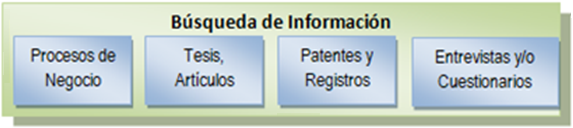 Búsqueda de Información
Procesos de
Negocio
Tesis,
Artículos
Patentes y
Registros
Entrevistas y/o
Cuestionarios